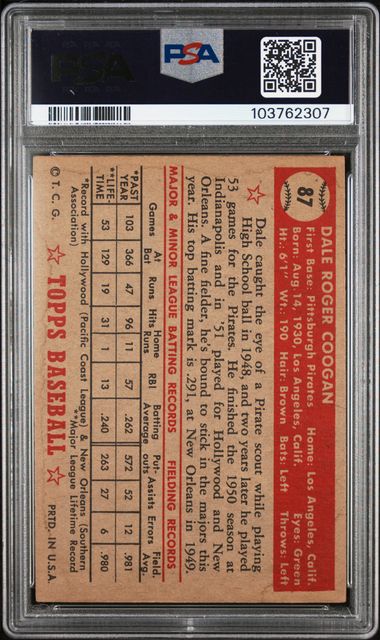 PSA
PSA
103762307
87
DALE ROGER COOGAN
First Base: Pittsburgh Pirates Home: Los Angeles, Calif.
Born: Aug. 14, 1930, Los Angeles, Calif. Eyes: Green
Ht.: 6'1" Wt.: 190 Hair: Brown Bats: Left Throws: Left
Dale caught the eye of a Pirate scout while playing
High School ball in 1948, and two years later he played
53 games for the Pirates. He finished the 1950 season at
Indianapolis and in '51 played for Hollywood and New
Orleans. A fine fielder, he's bound to stick in the majors this
year. His top batting mark is .291, at New Orleans in 1949.
MAJOR & MINOR LEAGUE BATTING RECORDS FIELDING RECORDS
Games At Bat Runs Hits Home Runs RBI Batting Average Put-outs Assists Errors Field. Avg.
*PAST YEAR 103 366 47 96 11 57 .262 572 52 12 .981
**LIFE-TIME 53 129 19 31 1 13 .240 263 27 6 .980
*Record with Hollywood (Pacific Coast League) & New Orleans (Southern
Association) **Major League Lifetime Record
© T. C. G. TOPPS BASEBALL PRTD. IN U.S.A.